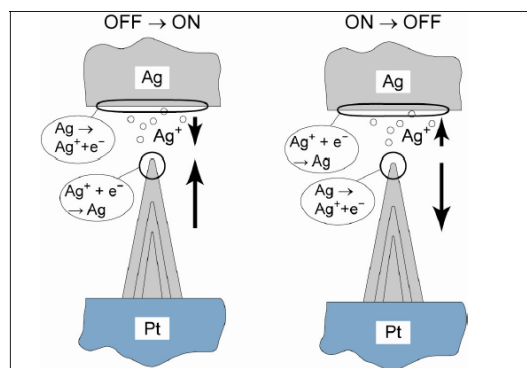 OFF → ON
Ag
Ag →
Ag⁺+e⁻
Ag⁺
Ag⁺ + e⁻
→ Ag
Pt
ON → OFF
Ag
Ag⁺ + e⁻
→ Ag
Ag⁺
Ag →
Ag⁺+e⁻
Pt